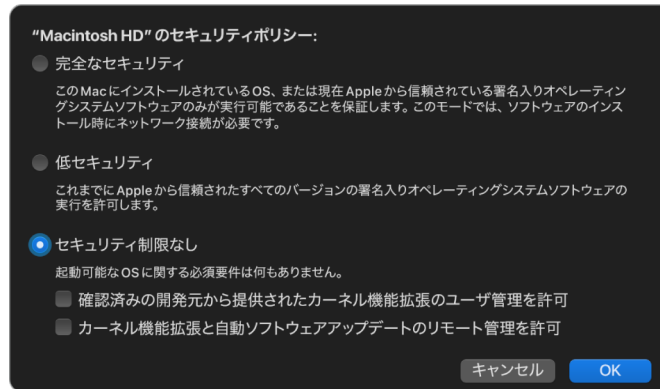 “Macintosh HD”のセキュリティポリシー:
完全なセキュリティ
このMacにインストールされているOS、または現在Appleから信頼されている署名入りオペレーティン
グシステムソフトウェアのみが実行可能であることを保証します。このモードでは、ソフトウェアのインス
トール時にネットワーク接続が必要です。
低セキュリティ
これまでにAppleから信頼されたすべてのバージョンの署名入りオペレーティングシステムソフトウェアの
実行を許可します。
セキュリティ制限なし
起動可能なOSに関する必須要件は何もありません。
確認済みの開発元から提供されたカーネル機能拡張のユーザ管理を許可
カーネル機能拡張と自動ソフトウェアアップデートのリモート管理を許可
キャンセル OK